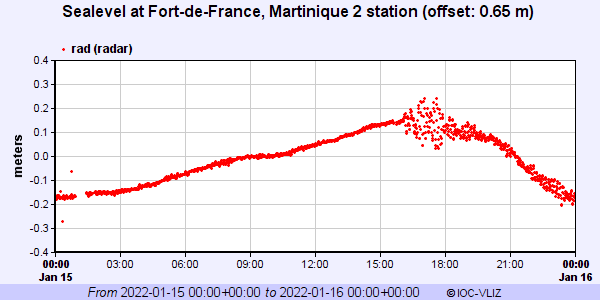 Sealevel at Fort-de-France, Martinique 2 station (offset: 0.65 m)
rad (radar)
0.4
0.3
0.2
0.1
0.0
-0.1
-0.2
-0.3
-0.4
meters
00:00 03:00 06:00 09:00 12:00 15:00 18:00 21:00 00:00
Jan 15 Jan 16
From 2022-01-15 00:00+00:00 to 2022-01-16 00:00+00:00 © IOC-VLIZ